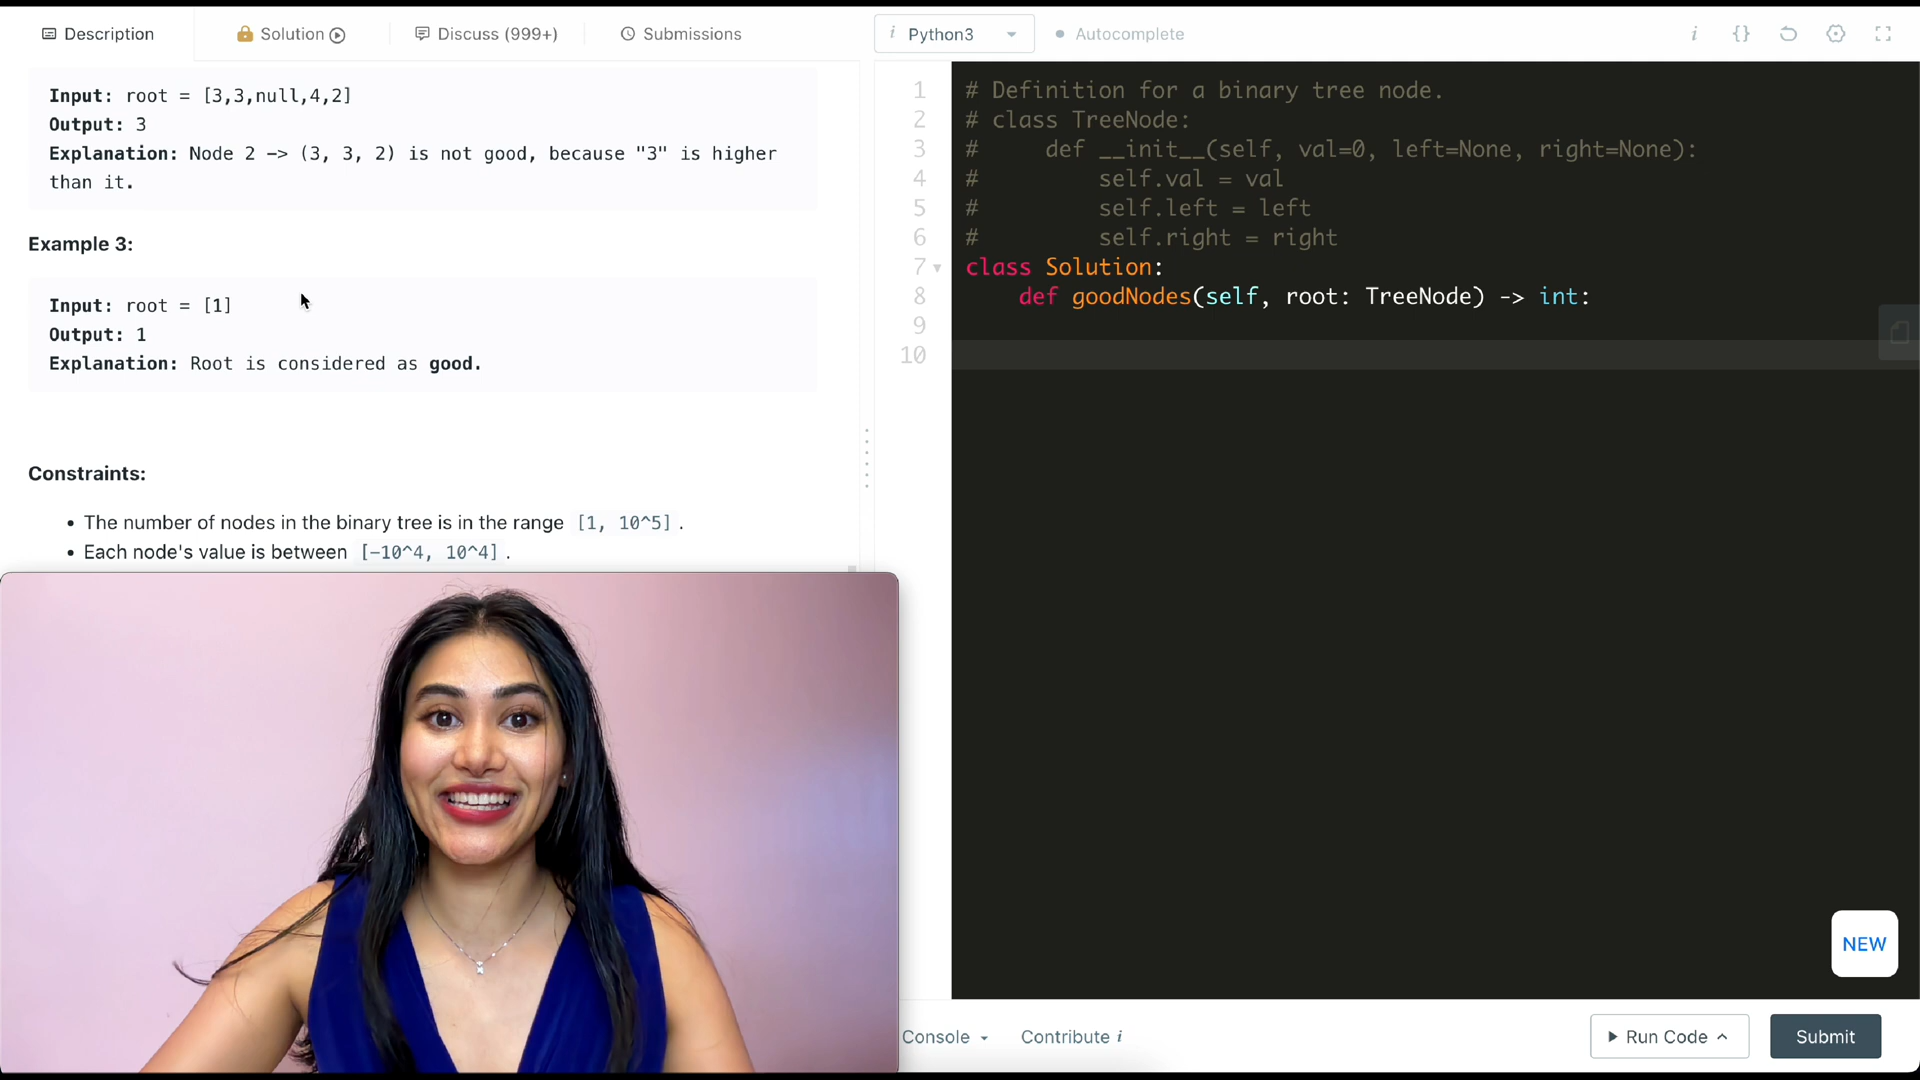 Description
Solution
Discuss (999+)
Submissions
Input: root = [3,3,null,4,2]
Output: 3
Explanation: Node 2 -> (3, 3, 2) is not good, because "3" is higher
than it.
Example 3:
Input: root = [1]
Output: 1
Explanation: Root is considered as good.
Constraints:
• The number of nodes in the binary tree is in the range [1, 10^5] .
• Each node's value is between [-10^4, 10^4] .
i Python3
Autocomplete
i {}
1 # Definition for a binary tree node.
2 # class TreeNode:
3 #     def __init__(self, val=0, left=None, right=None):
4 #         self.val = val
5 #         self.left = left
6 #         self.right = right
7 class Solution:
8     def goodNodes(self, root: TreeNode) -> int:
9
10
NEW
Console
Contribute i
Run Code
Submit